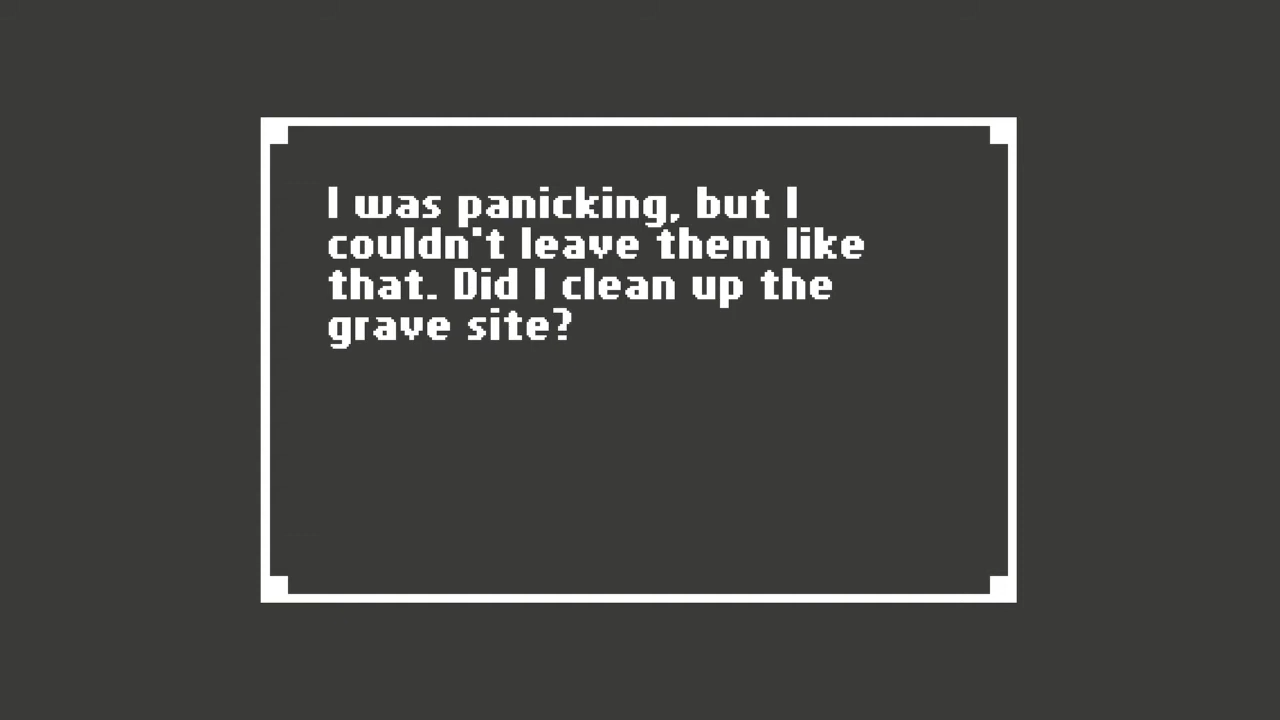 I was panicking, but I
couldn't leave them like
that. Did I clean up the
grave site?